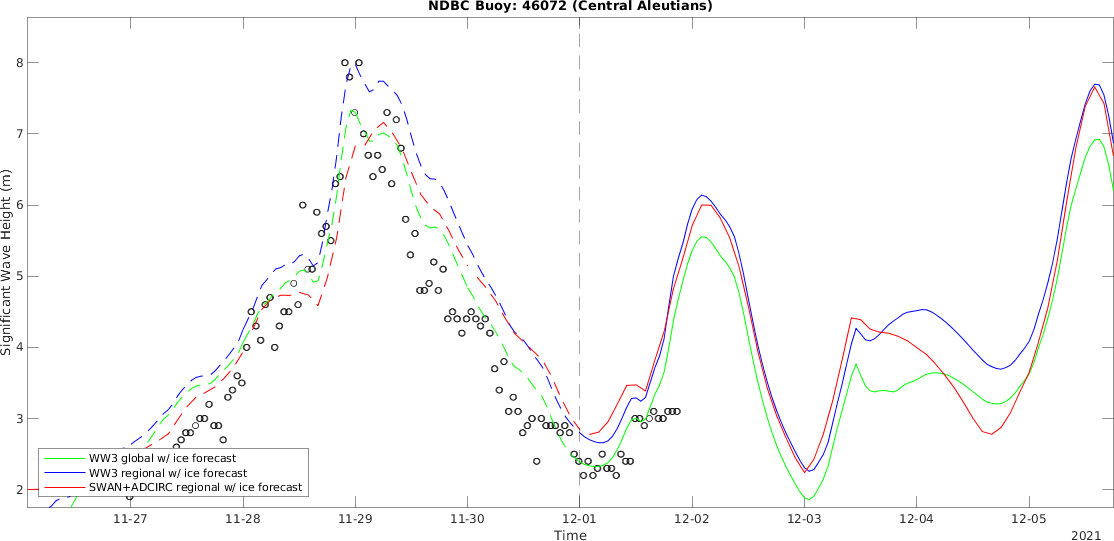 NDBC Buoy: 46072 (Central Aleutians)
8
7
6
5
4
3
2
Significant Wave Height (m)
WW3 global w/ ice forecast
WW3 regional w/ ice forecast
SWAN+ADCIRC regional w/ ice forecast
11-27 11-28 11-29 11-30 12-01 12-02 12-03 12-04 12-05
Time
2021